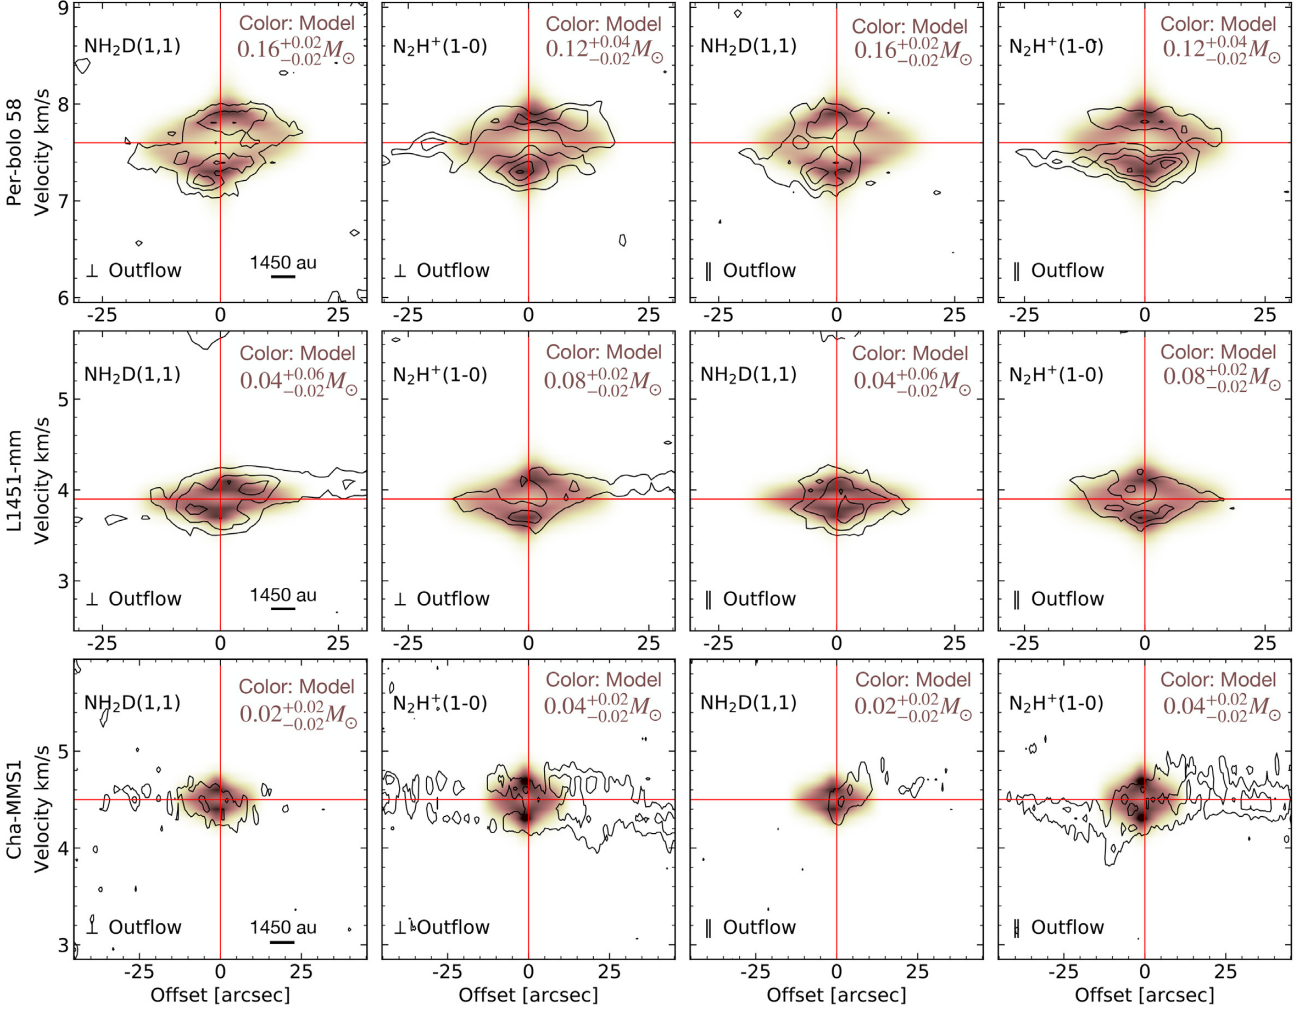 NH₂D(1,1) Color: Model
0.16+0.02−0.02M⊙
N₂H⁺(1-0) Color: Model
0.12+0.04−0.02M⊙
NH₂D(1,1) Color: Model
0.16+0.02−0.02M⊙
N₂H⁺(1-0) Color: Model
0.12+0.04−0.02M⊙
Per-bolo 58
Velocity km/s
9
8
7
6
⊥ Outflow 1450 au
⊥ Outflow
∥ Outflow
∥ Outflow
-25 0 25
-25 0 25
-25 0 25
-25 0 25
NH₂D(1,1) Color: Model
0.04+0.06−0.02M⊙
N₂H⁺(1-0) Color: Model
0.08+0.02−0.02M⊙
NH₂D(1,1) Color: Model
0.04+0.06−0.02M⊙
N₂H⁺(1-0) Color: Model
0.08+0.02−0.02M⊙
L1451-mm
Velocity km/s
5
4
3
⊥ Outflow 1450 au
⊥ Outflow
∥ Outflow
∥ Outflow
-25 0 25
-25 0 25
-25 0 25
-25 0 25
NH₂D(1,1) Color: Model
0.02+0.02−0.02M⊙
N₂H⁺(1-0) Color: Model
0.04+0.02−0.02M⊙
NH₂D(1,1) Color: Model
0.02+0.02−0.02M⊙
N₂H⁺(1-0) Color: Model
0.04+0.02−0.02M⊙
Cha-MMS1
Velocity km/s
5
4
3
⊥ Outflow 1450 au
⊥ Outflow
∥ Outflow
∥ Outflow
-25 0 25
-25 0 25
-25 0 25
-25 0 25
Offset [arcsec]
Offset [arcsec]
Offset [arcsec]
Offset [arcsec]